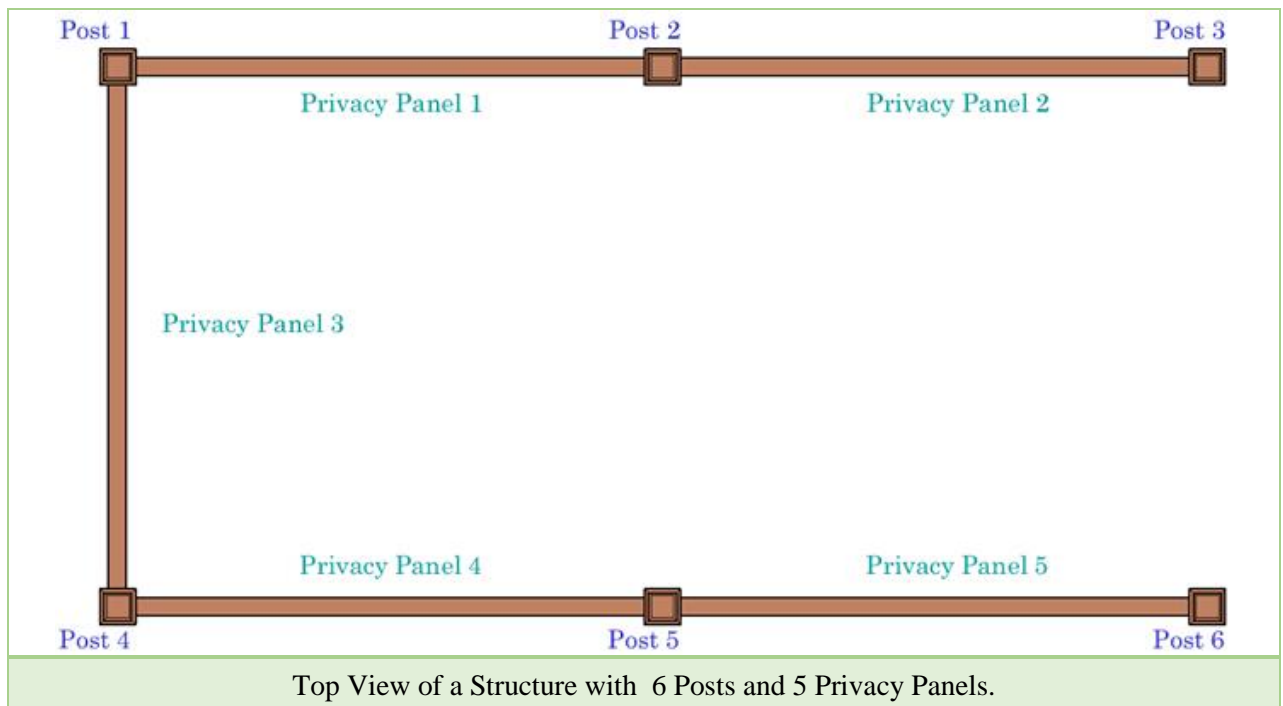 Post 1 Post 2 Post 3
Privacy Panel 1 Privacy Panel 2
Privacy Panel 3
Privacy Panel 4 Privacy Panel 5
Post 4 Post 5 Post 6
Top View of a Structure with 6 Posts and 5 Privacy Panels.